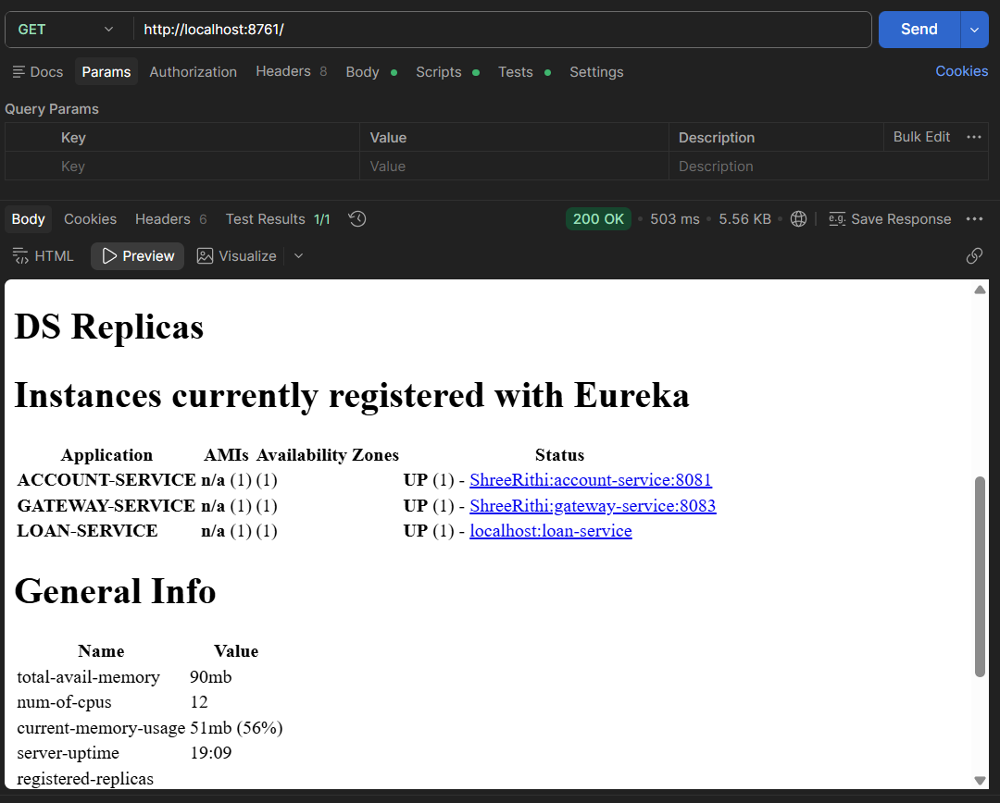 GET http://localhost:8761/ Send
Docs Params Authorization Headers 8 Body Scripts Tests Settings Cookies
Query Params
Key Value Description Bulk Edit
Key Value Description
Body Cookies Headers 6 Test Results 1/1 200 OK • 503 ms • 5.56 KB • e.g. Save Response
HTML Preview Visualize
DS Replicas
Instances currently registered with Eureka
Application AMIs Availability Zones Status
ACCOUNT-SERVICE n/a (1) (1) UP (1) - ShreeRithi:account-service:8081
GATEWAY-SERVICE n/a (1) (1) UP (1) - ShreeRithi:gateway-service:8083
LOAN-SERVICE n/a (1) (1) UP (1) - localhost:loan-service
General Info
Name Value
total-avail-memory 90mb
num-of-cpus 12
current-memory-usage 51mb (56%)
server-uptime 19:09
registered-replicas